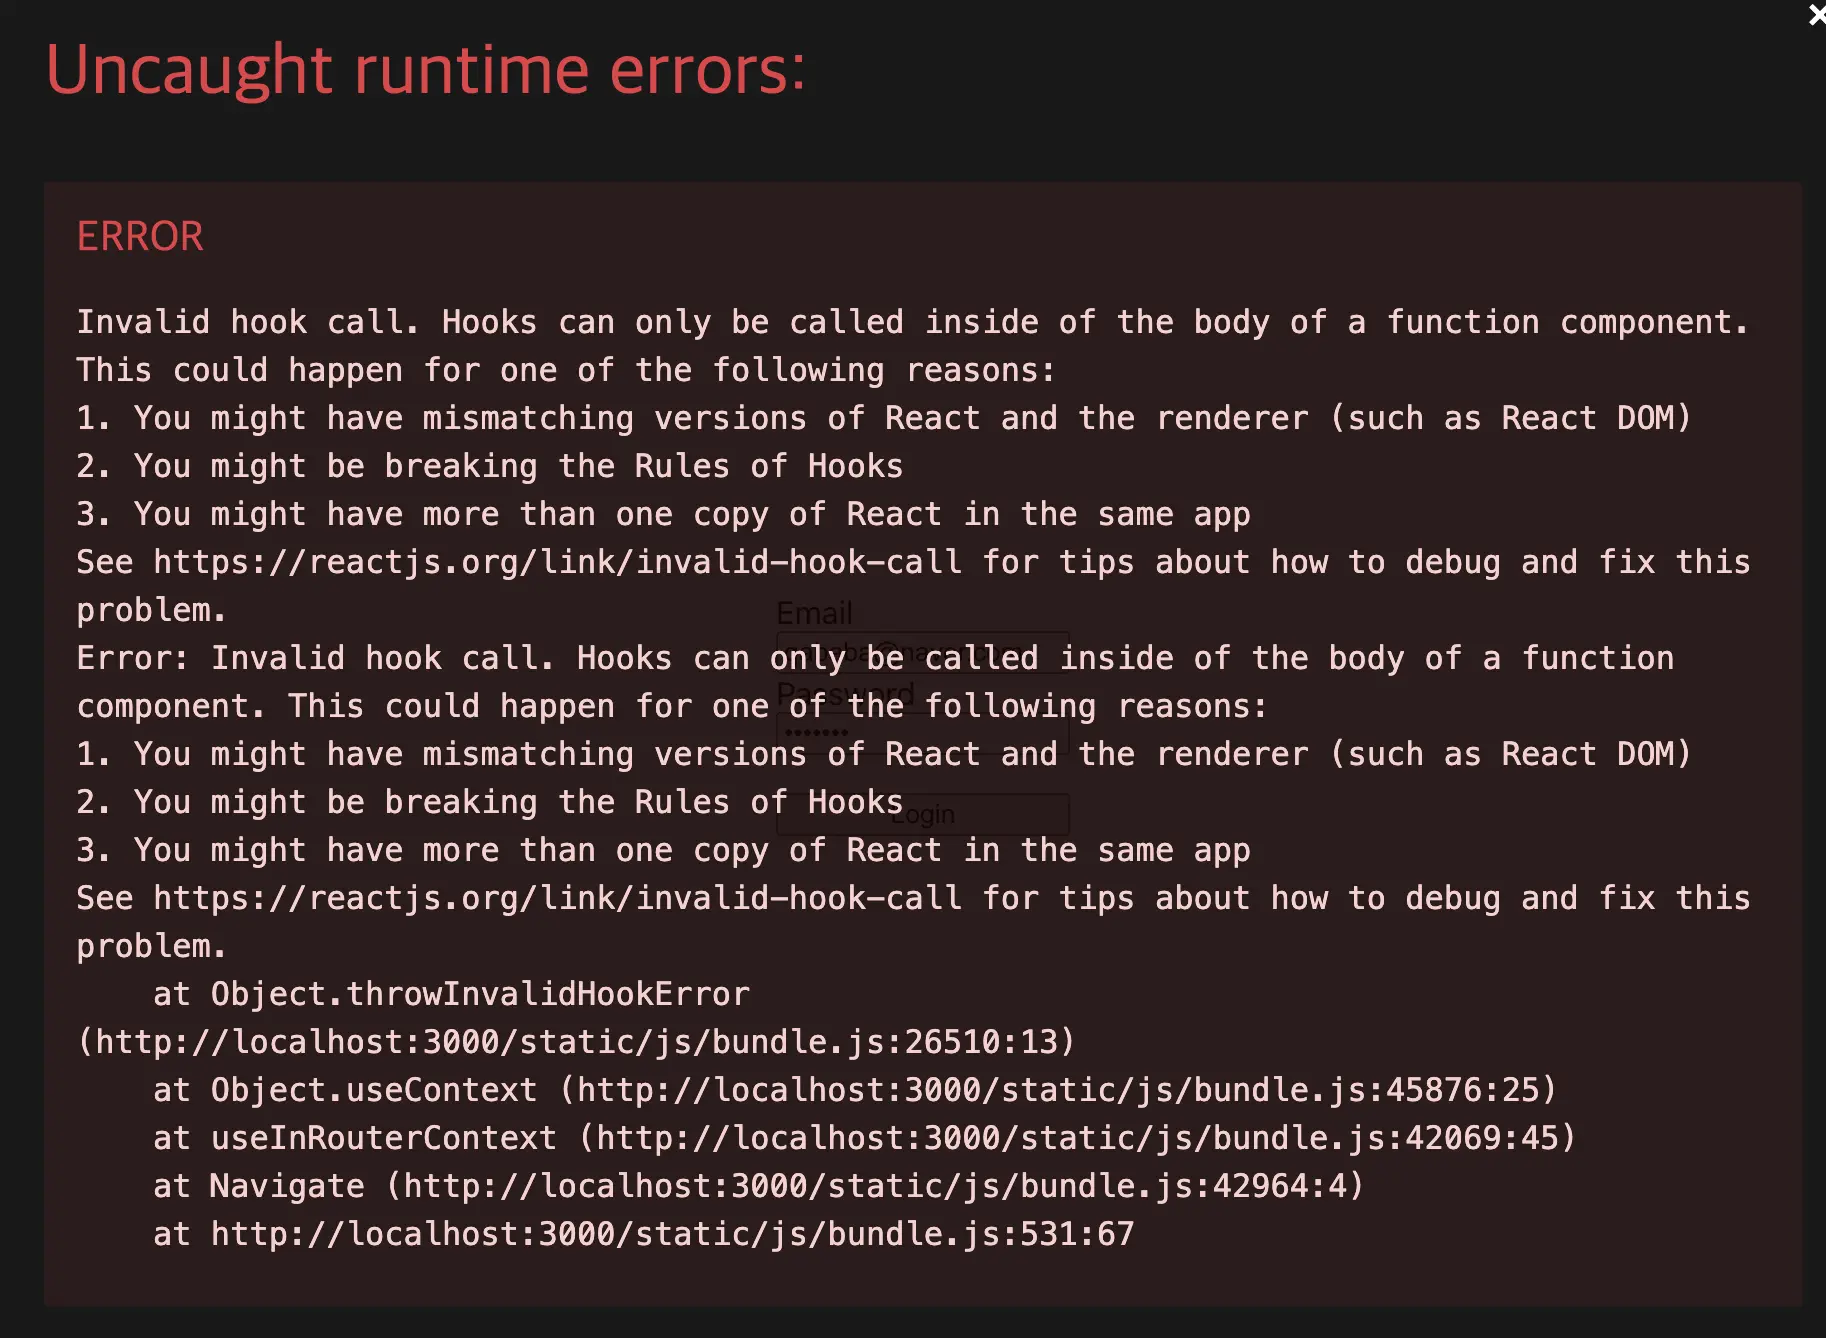 Uncaught runtime errors:
ERROR
Invalid hook call. Hooks can only be called inside of the body of a function component.
This could happen for one of the following reasons:
1. You might have mismatching versions of React and the renderer (such as React DOM)
2. You might be breaking the Rules of Hooks
3. You might have more than one copy of React in the same app
See https://reactjs.org/link/invalid-hook-call for tips about how to debug and fix this
problem.
Email
Error: Invalid hook call. Hooks can only be called inside of the body of a function
Password
component. This could happen for one of the following reasons:
1. You might have mismatching versions of React and the renderer (such as React DOM)
2. You might be breaking the Rules of Hooks
Login
3. You might have more than one copy of React in the same app
See https://reactjs.org/link/invalid-hook-call for tips about how to debug and fix this
problem.
at Object.throwInvalidHookError
(http://localhost:3000/static/js/bundle.js:26510:13)
at Object.useContext (http://localhost:3000/static/js/bundle.js:45876:25)
at useInRouterContext (http://localhost:3000/static/js/bundle.js:42069:45)
at Navigate (http://localhost:3000/static/js/bundle.js:42964:4)
at http://localhost:3000/static/js/bundle.js:531:67